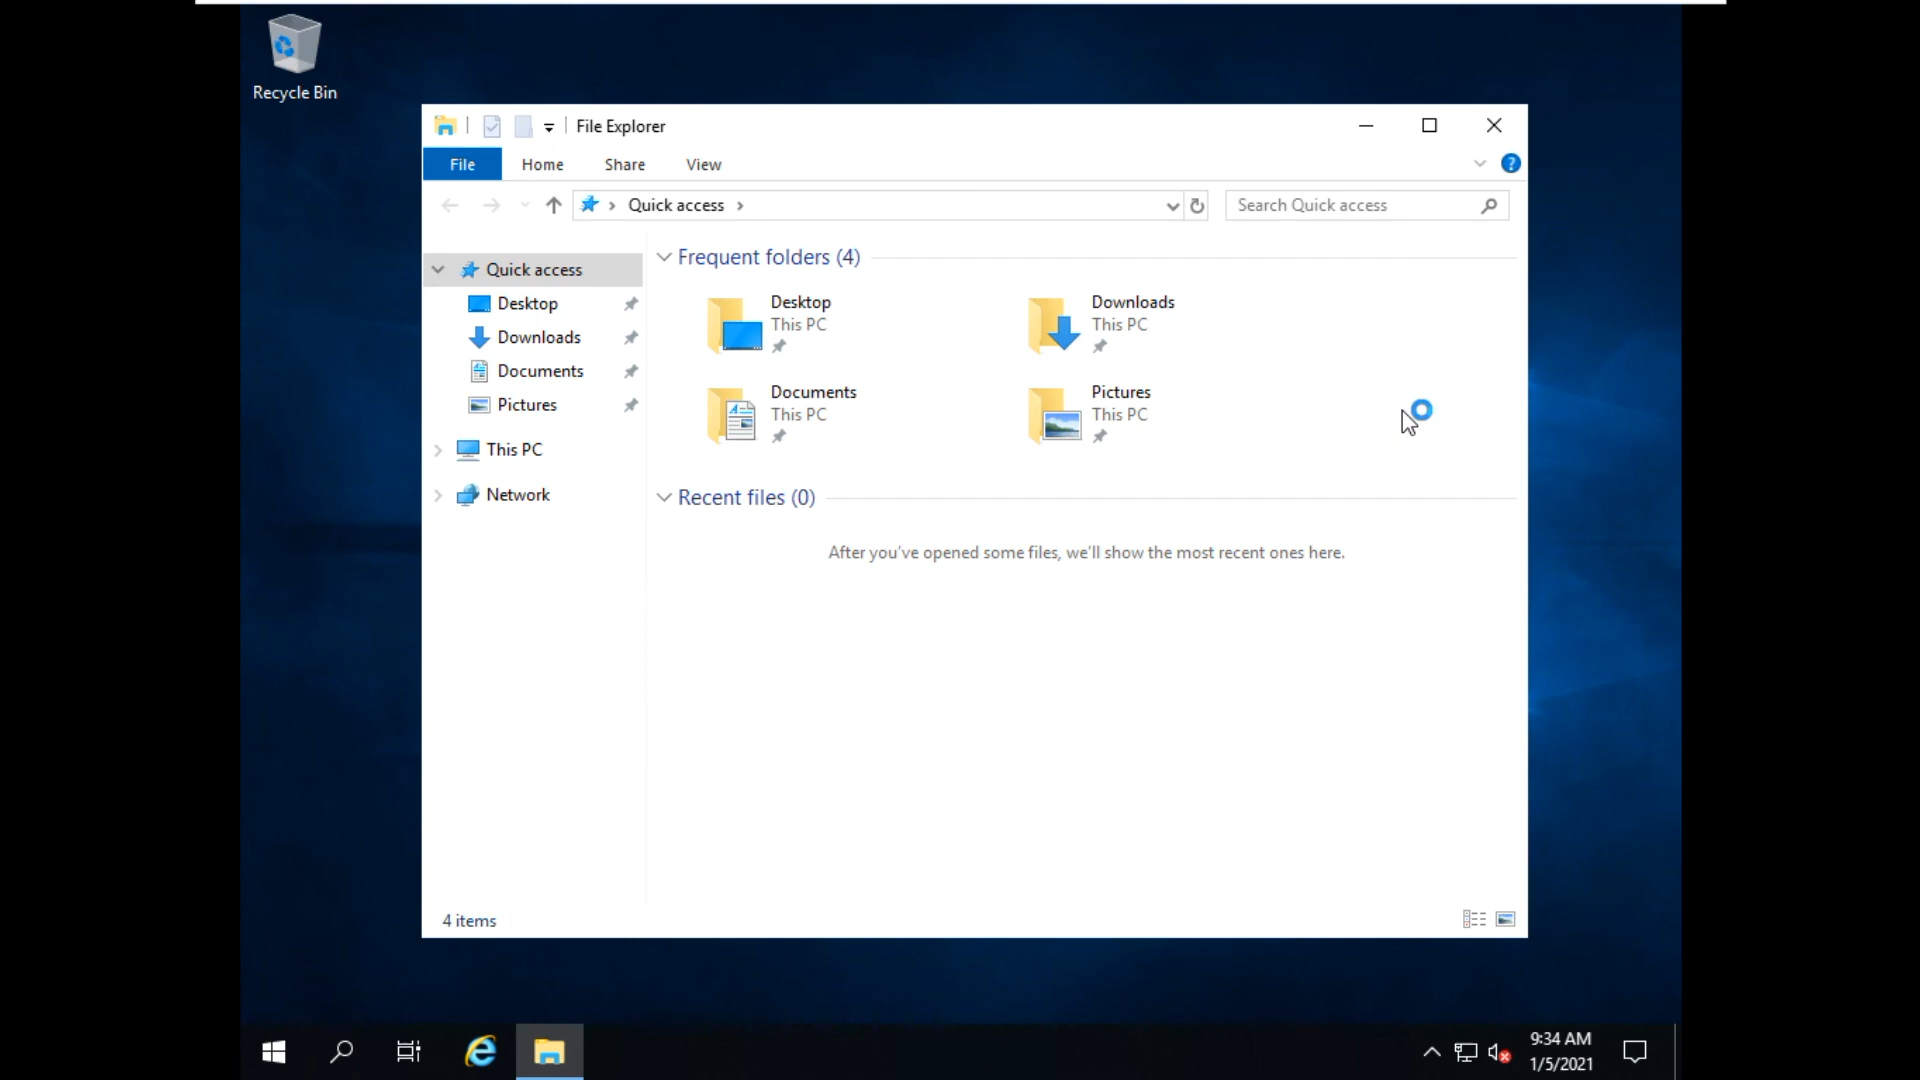 Recycle Bin
File Explorer
File Home Share View
Quick access
Search Quick access
Quick access
Desktop
Downloads
Documents
Pictures
This PC
Network
Frequent folders (4)
Desktop
This PC
Downloads
This PC
Documents
This PC
Pictures
This PC
Recent files (0)
After you've opened some files, we'll show the most recent ones here.
4 items
9:34 AM
1/5/2021